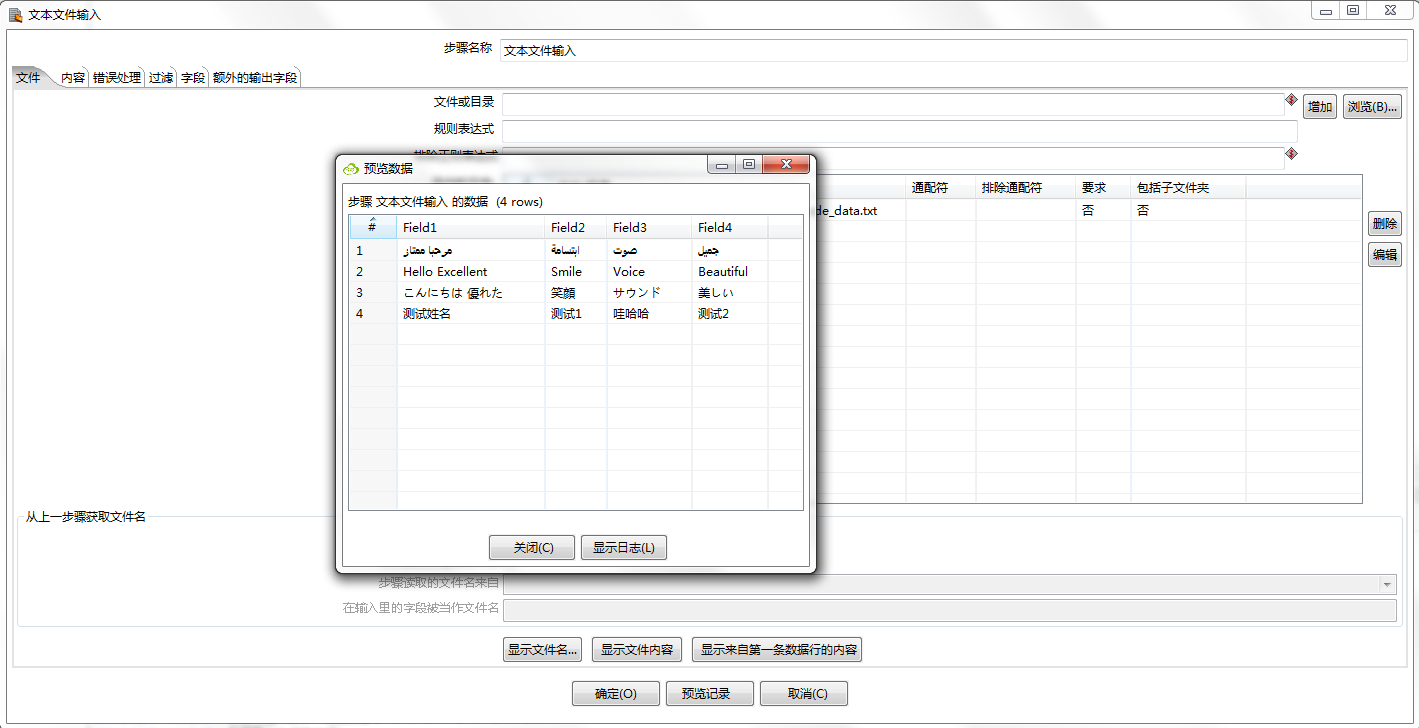 文本文件输入
步骤名称 文本文件输入
文件 内容 错误处理 过滤 字段 额外的输出字段
文件或目录 增加 浏览(B)...
规则表达式
通配符 排除通配符 要求 包括子文件夹
de_data.txt 否 否
删除
编辑
预览数据
步骤 文本文件输入 的数据 (4 rows)
# Field1 Field2 Field3 Field4
1 مرحبا ممتاز ابتسامة صوت جميل
2 Hello Excellent Smile Voice Beautiful
3 こんにちは 優れた 笑顔 サウンド 美しい
4 测试姓名 测试1 哇哈哈 测试2
关闭(C) 显示日志(L)
从上一步骤获取文件名
步骤读取的文件名来自
在输入里的字段被当作文件名
显示文件名... 显示文件内容 显示来自第一条数据行的内容
确定(O) 预览记录 取消(C)